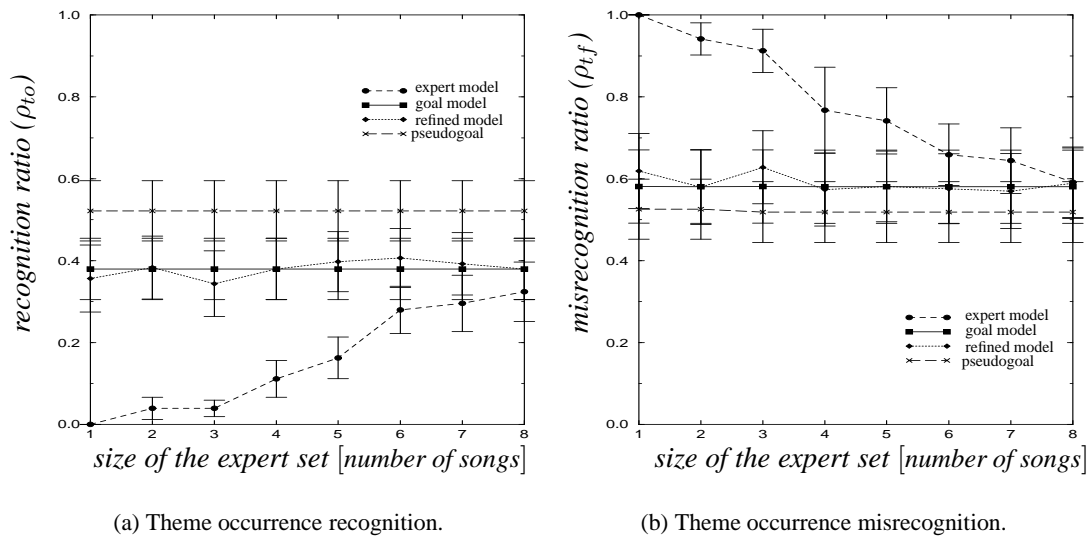 1.0
0.8
0.6
0.4
0.2
0.0
recognition ratio (ρto)
expert model
goal model
refined model
pseudogoal
1 2 3 4 5 6 7 8
size of the expert set [number of songs]
(a) Theme occurrence recognition.
1.0
0.8
0.6
0.4
0.2
0.0
misrecognition ratio (ρtf)
expert model
goal model
refined model
pseudogoal
1 2 3 4 5 6 7 8
size of the expert set [number of songs]
(b) Theme occurrence misrecognition.